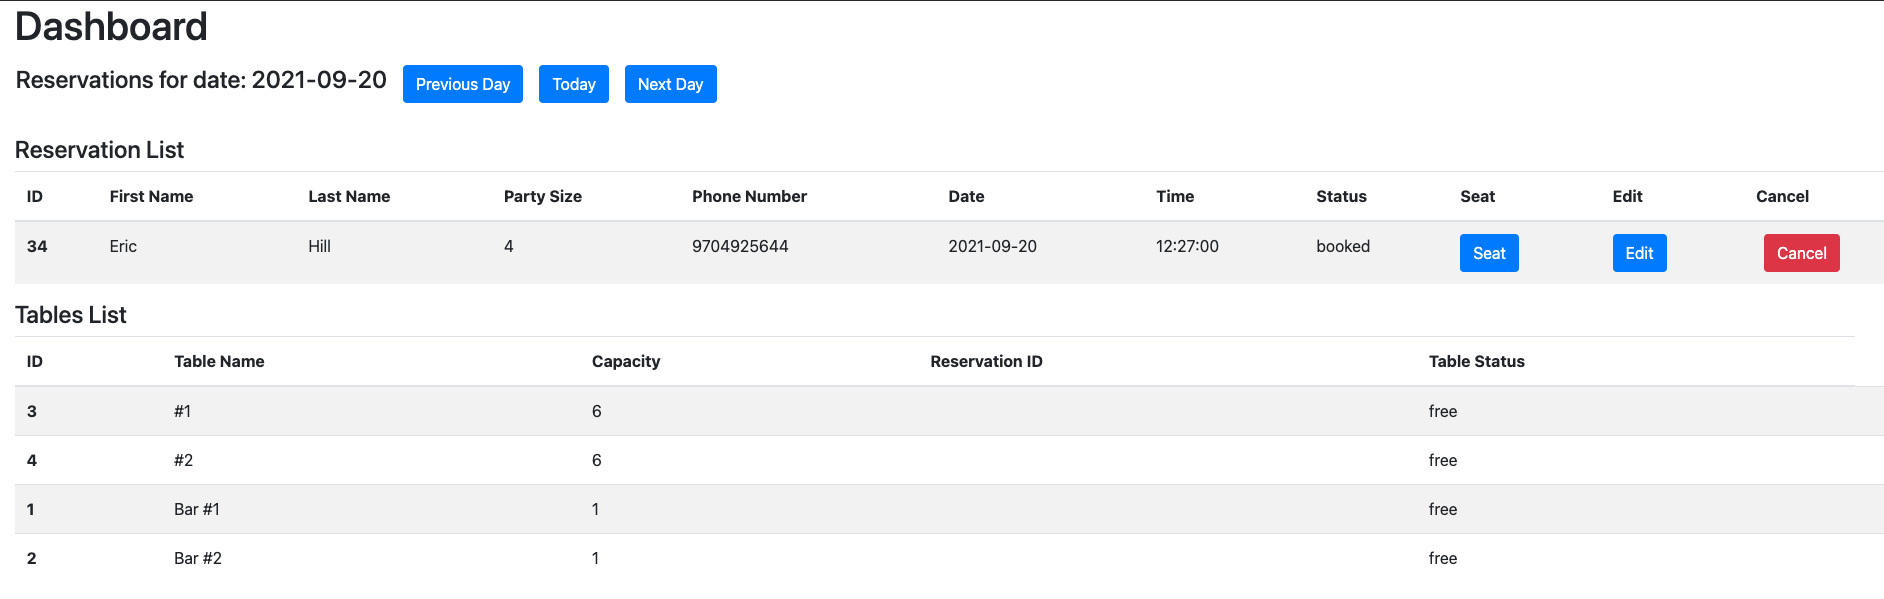 Dashboard
Reservations for date: 2021-09-20 Previous Day Today Next Day
Reservation List
ID First Name Last Name Party Size Phone Number Date Time Status Seat Edit Cancel
34 Eric Hill 4 9704925644 2021-09-20 12:27:00 booked Seat Edit Cancel
Tables List
ID Table Name Capacity Reservation ID Table Status
3 #1 6 free
4 #2 6 free
1 Bar #1 1 free
2 Bar #2 1 free